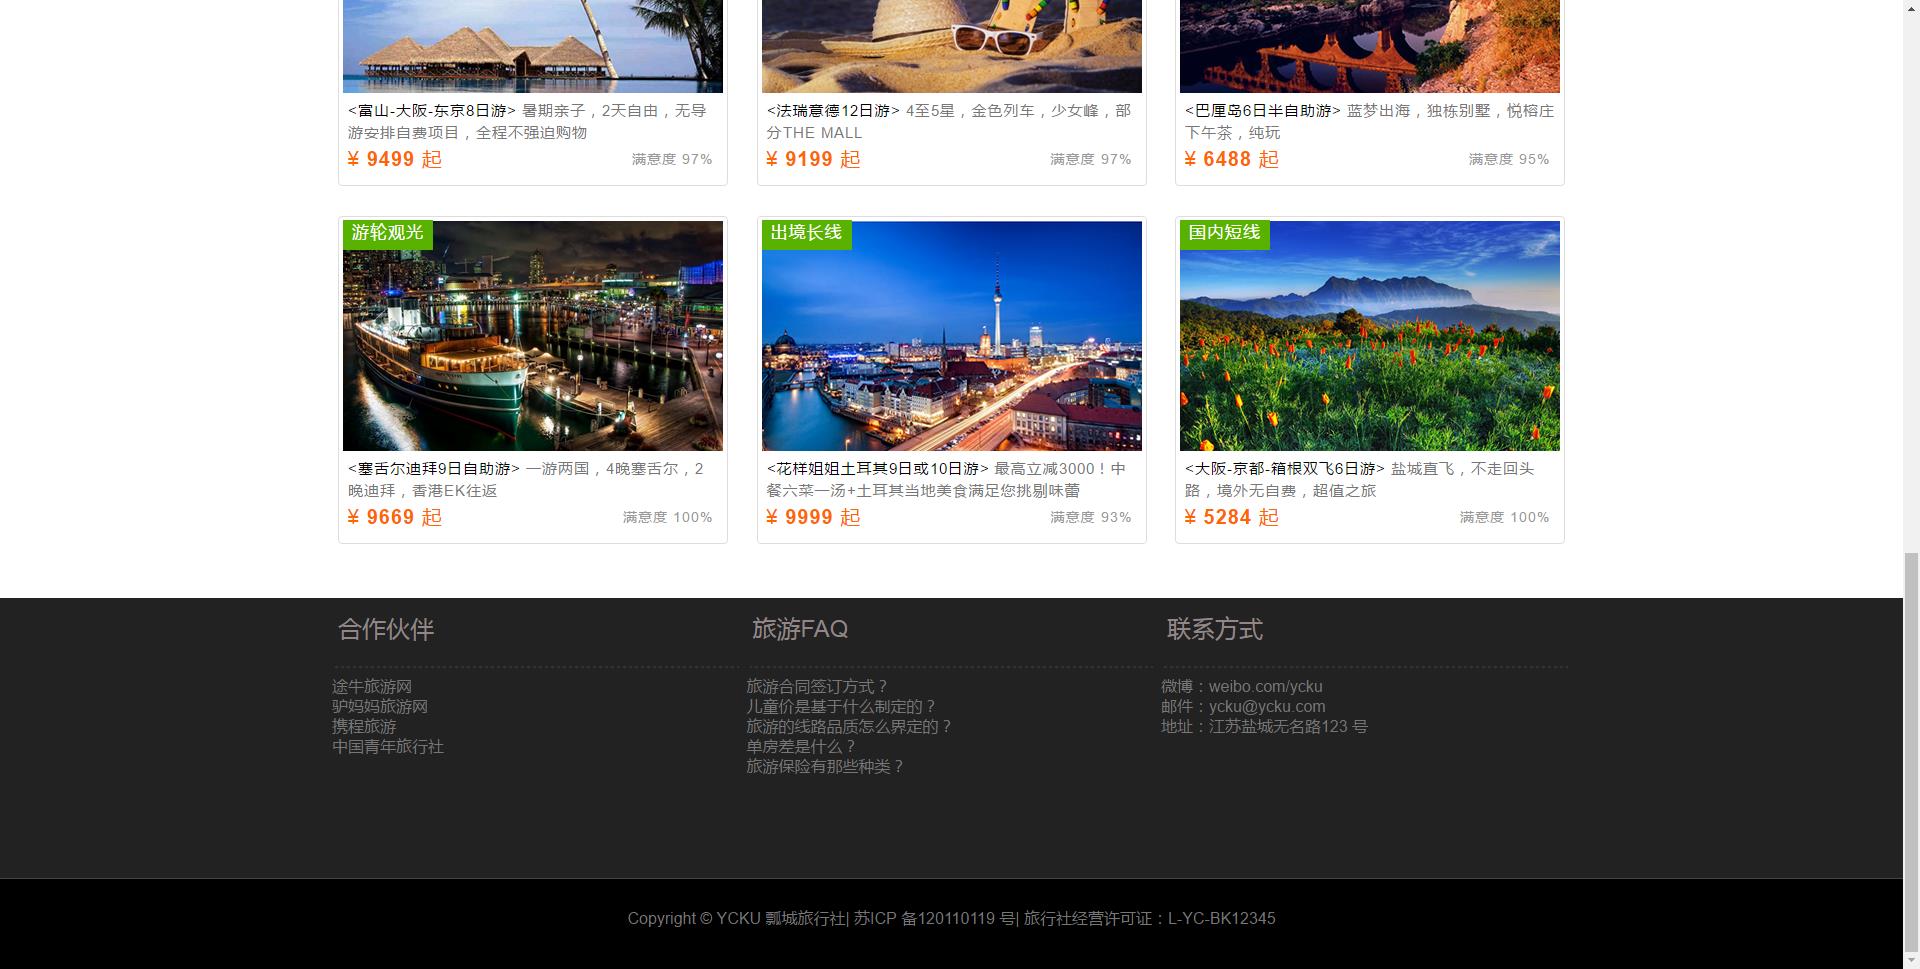 <富山-大阪-东京8日游> 暑期亲子，2天自由，无导
游安排自费项目，全程不强迫购物
¥ 9499 起
满意度 97%
<法瑞意德12日游> 4至5星，金色列车，少女峰，部
分THE MALL
¥ 9199 起
满意度 97%
<巴厘岛6日半自助游> 蓝梦出海，独栋别墅，悦榕庄
下午茶，纯玩
¥ 6488 起
满意度 95%
游轮观光
<塞舌尔迪拜9日自助游> 一游两国，4晚塞舌尔，2
晚迪拜，香港EK往返
¥ 9669 起
满意度 100%
出境长线
<花样姐姐土耳其9日或10日游> 最高立减3000！中
餐六菜一汤+土耳其当地美食满足您挑剔味蕾
¥ 9999 起
满意度 93%
国内短线
<大阪-京都-箱根双飞6日游> 盐城直飞，不走回头
路，境外无自费，超值之旅
¥ 5284 起
满意度 100%
合作伙伴
途牛旅游网
驴妈妈旅游网
携程旅游
中国青年旅行社
旅游FAQ
旅游合同签订方式？
儿童价是基于什么制定的？
旅游的线路品质怎么界定的？
单房差是什么？
旅游保险有那些种类？
联系方式
微博：weibo.com/ycku
邮件：ycku@ycku.com
地址：江苏盐城无名路123 号
Copyright © YCKU 瓢城旅行社| 苏ICP 备120110119 号| 旅行社经营许可证：L-YC-BK12345